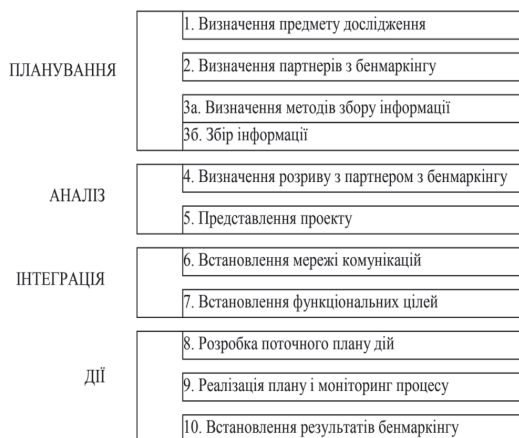 ПЛАНУВАННЯ
1. Визначення предмету дослідження
2. Визначення партнерів з бенмаркінгу
3а. Визначення методів збору інформації
3б. Збір інформації
АНАЛІЗ
4. Визначення розриву з партнером з бенмаркінгу
5. Представлення проекту
ІНТЕГРАЦІЯ
6. Встановлення мережі комунікацій
7. Встановлення функціональних цілей
ДІЇ
8. Розробка поточного плану дій
9. Реалізація плану і моніторинг процесу
10. Встановлення результатів бенмаркінгу